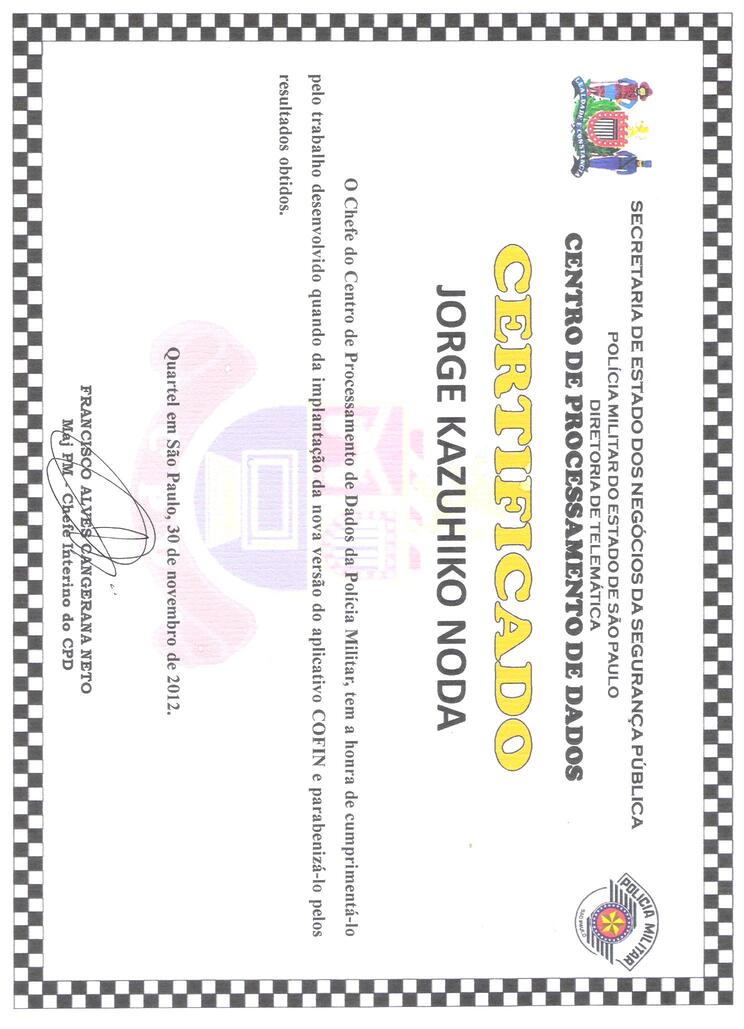 SECRETARIA DE ESTADO DOS NEGÓCIOS DA SEGURANÇA PÚBLICA
POLÍCIA MILITAR DO ESTADO DE SÃO PAULO
DIRETORIA DE TELEMÁTICA
CENTRO DE PROCESSAMENTO DE DADOS
LEALDADE E CONSTANCIA
POLICIA MILITAR
SÃO PAULO
CERTIFICADO
JORGE KAZUHIKO NODA
O Chefe do Centro de Processamento de Dados da Polícia Militar, tem a honra de cumprimentá-lo
pelo trabalho desenvolvido quando da implantação da nova versão do aplicativo COFIN e parabenizá-lo pelos
resultados obtidos.
Quartel em São Paulo, 30 de novembro de 2012.
FRANCISCO ALVES CANGERANA NETO
Maj PM - Chefe Interino do CPD